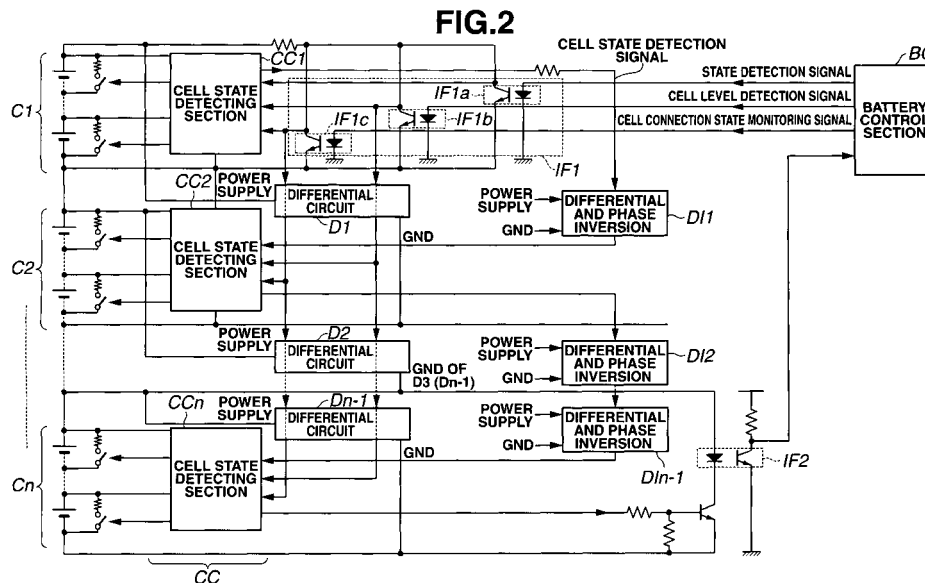 FIG.2
CELL STATE DETECTION
SIGNAL
CC1
C1
CELL STATE
DETECTING
SECTION
IF1a
IF1b
IF1c
IF1
STATE DETECTION SIGNAL
CELL LEVEL DETECTION SIGNAL
CELL CONNECTION STATE MONITORING SIGNAL
BATTERY
CONTROL
SECTION
CC2
POWER
SUPPLY
DIFFERENTIAL
CIRCUIT
D1
POWER
SUPPLY
GND
DIFFERENTIAL
AND PHASE
INVERSION
DI1
C2
CELL STATE
DETECTING
SECTION
GND
POWER
SUPPLY
D2
DIFFERENTIAL
CIRCUIT
GND OF
D3 (Dn-1)
POWER
SUPPLY
GND
DIFFERENTIAL
AND PHASE
INVERSION
DI2
CCn
POWER
SUPPLY
Dn-1
DIFFERENTIAL
CIRCUIT
GND
POWER
SUPPLY
GND
DIFFERENTIAL
AND PHASE
INVERSION
DIn-1
IF2
Cn
CELL STATE
DETECTING
SECTION
CC